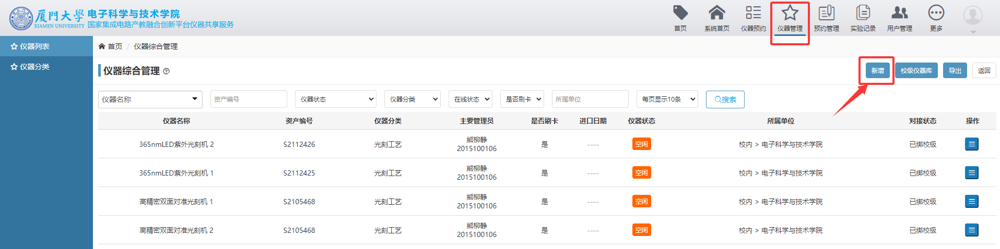 厦門大學
XIAMEN UNIVERSITY
电子科学与技术学院
国家集成电路产教融合创新平台仪器共享服务
首页
系统首页
仪器预约
仪器管理
预约管理
实验记录
用户管理
更多
仪器列表
仪器分类
首页 / 仪器综合管理
仪器综合管理
新增
校级仪器库
导出
返回
仪器名称
资产编号
仪器状态
仪器分类
在线状态
是否刷卡
所属单位
每页显示10条
搜索
仪器名称 资产编号 仪器分类 主要管理员 是否刷卡 进口日期 仪器状态 所属单位 对接状态 操作
365nmLED紫外光刻机 2 S2112426 光刻工艺 熊柳静 2015100106 是 ---- 空闲 校内 > 电子科学与技术学院 已绑校级
365nmLED紫外光刻机 1 S2112425 光刻工艺 熊柳静 2015100106 是 ---- 空闲 校内 > 电子科学与技术学院 已绑校级
高精密双面对准光刻机 1 S2105468 光刻工艺 熊柳静 2015100106 是 ---- 空闲 校内 > 电子科学与技术学院 已绑校级
高精密双面对准光刻机 2 S2105468 光刻工艺 熊柳静 2015100106 是 ---- 空闲 校内 > 电子科学与技术学院 已绑校级